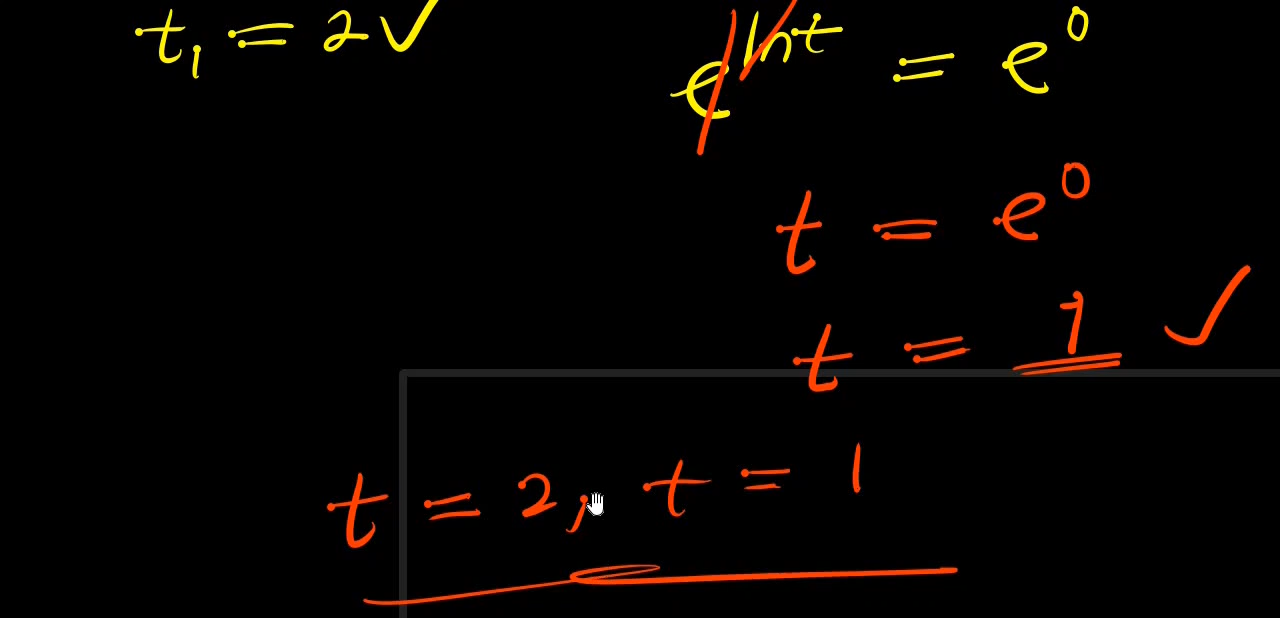 t₁ = 2 ✓
e^ln t = e^0
t = e^0
t = 1 ✓
t = 2, t = 1